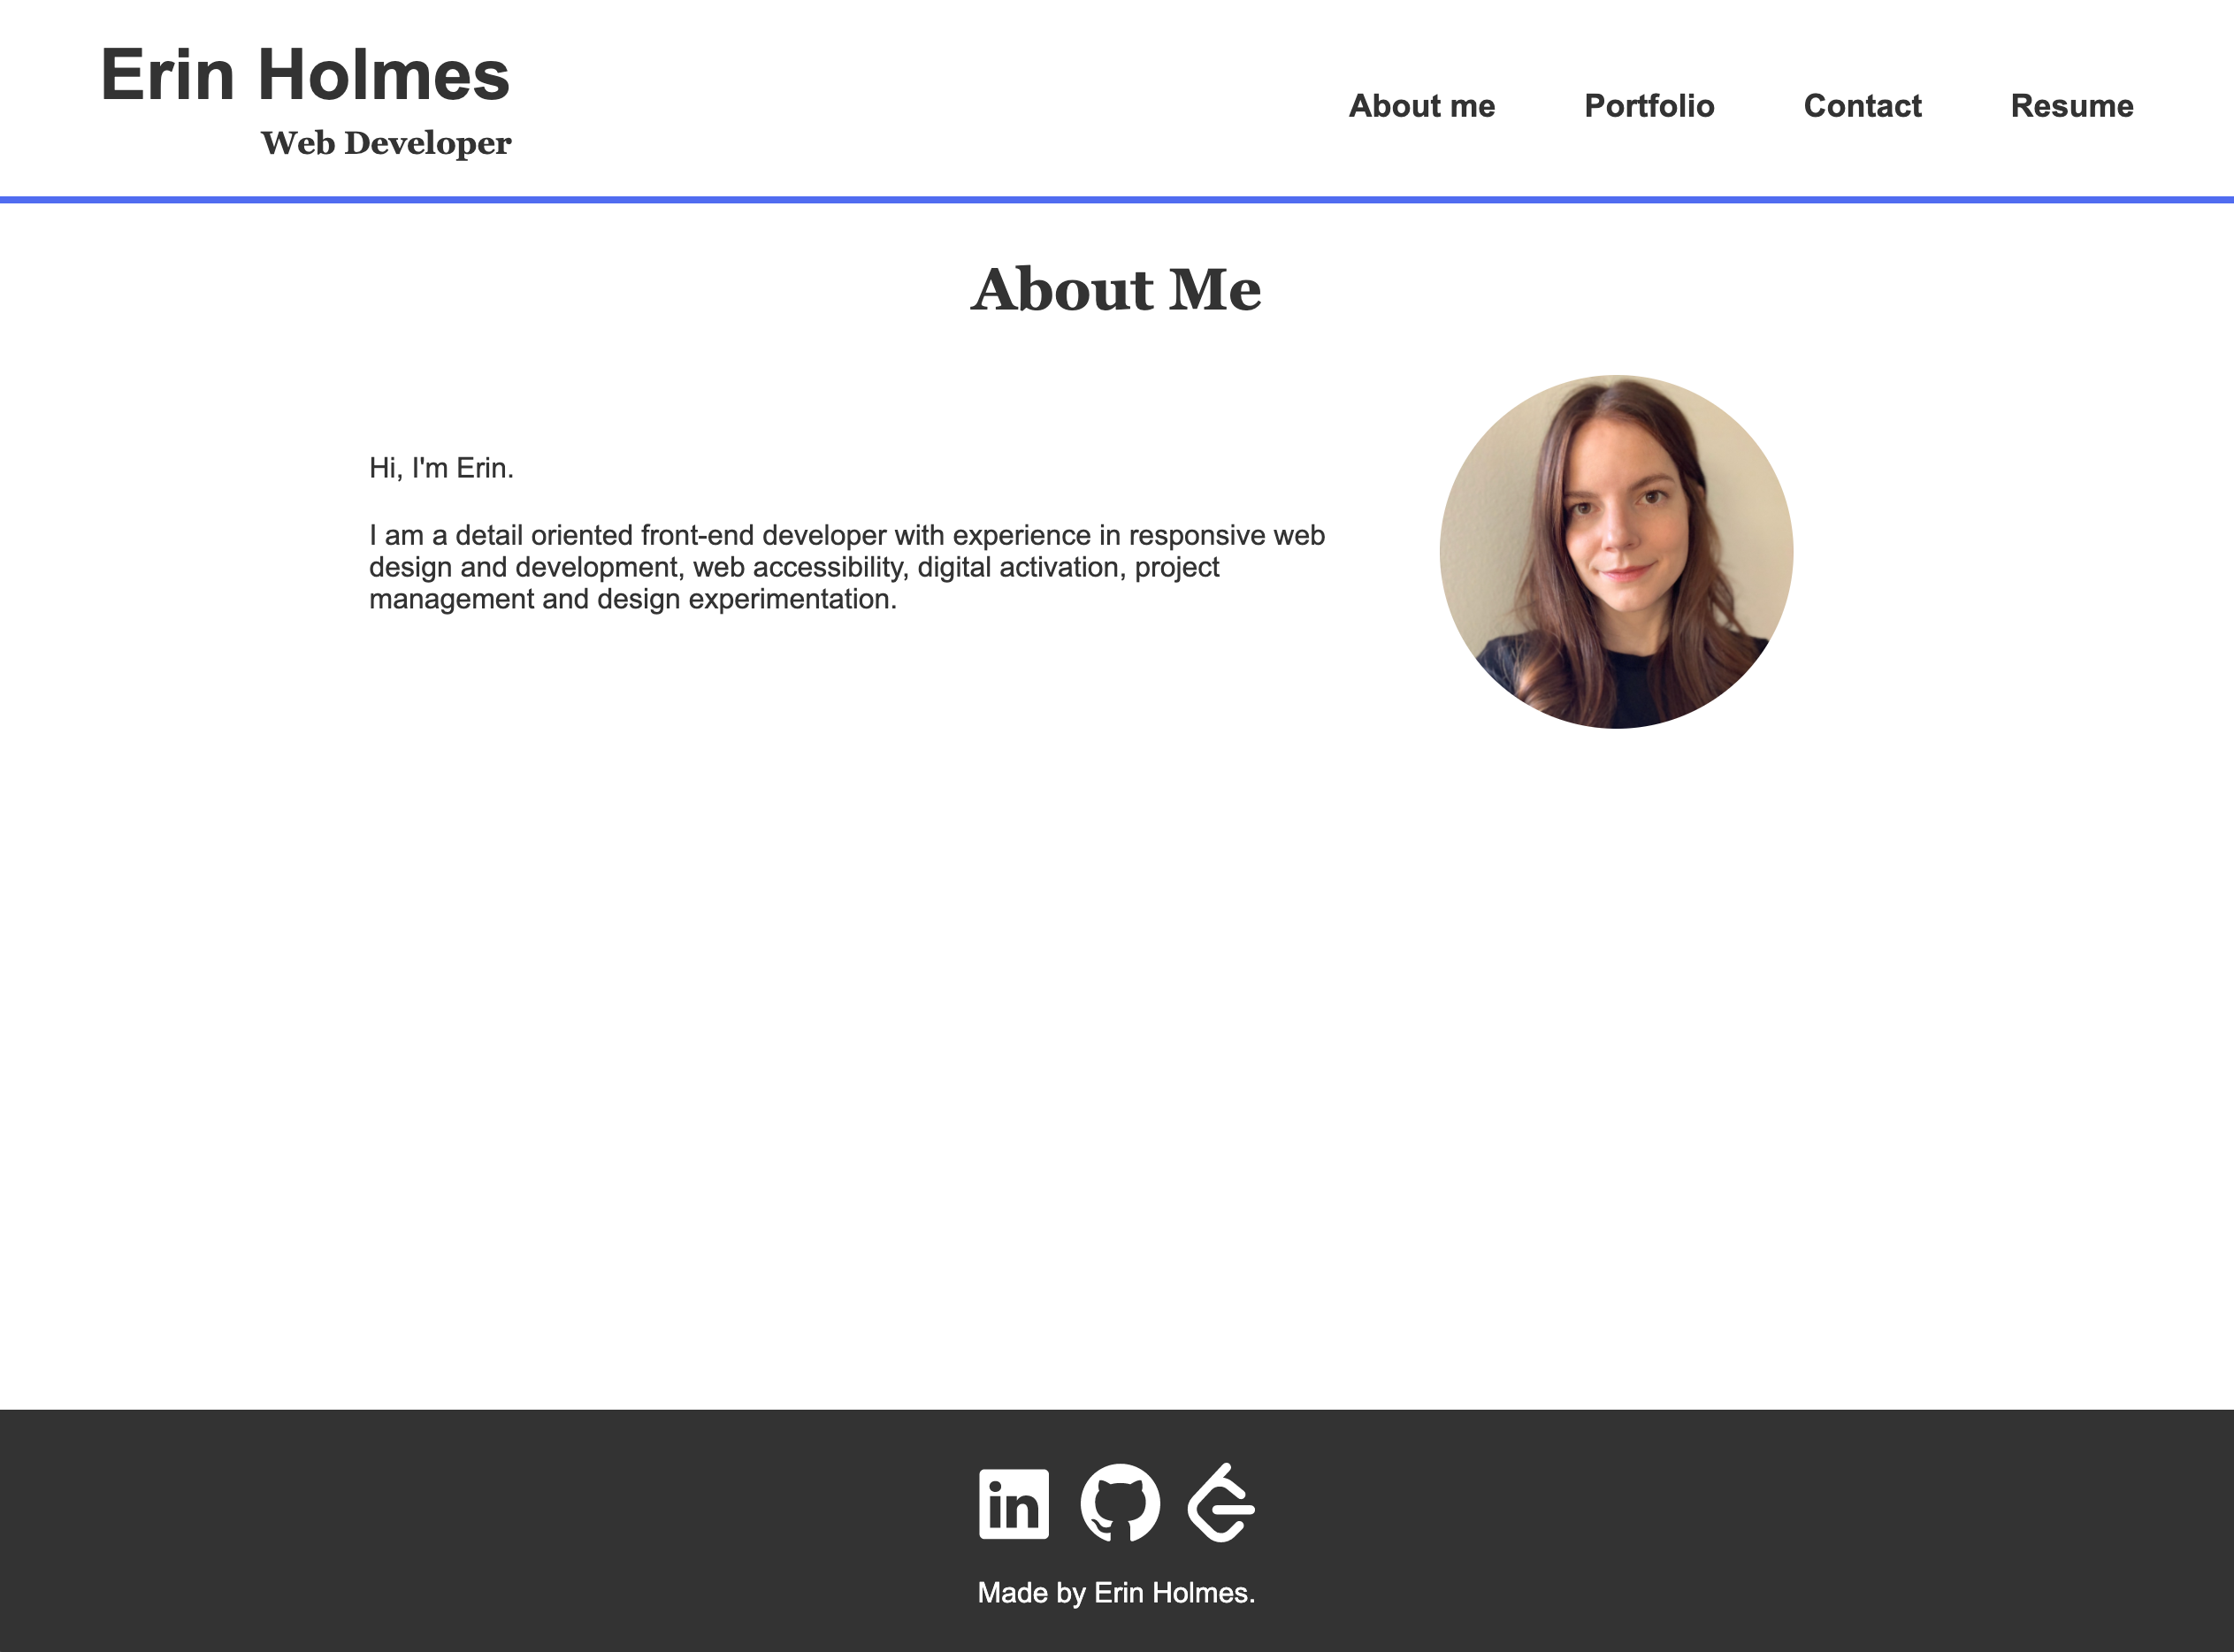 Erin Holmes
Web Developer
About me
Portfolio
Contact
Resume
About Me
Hi, I'm Erin.
I am a detail oriented front-end developer with experience in responsive web
design and development, web accessibility, digital activation, project
management and design experimentation.
in
Made by Erin Holmes.